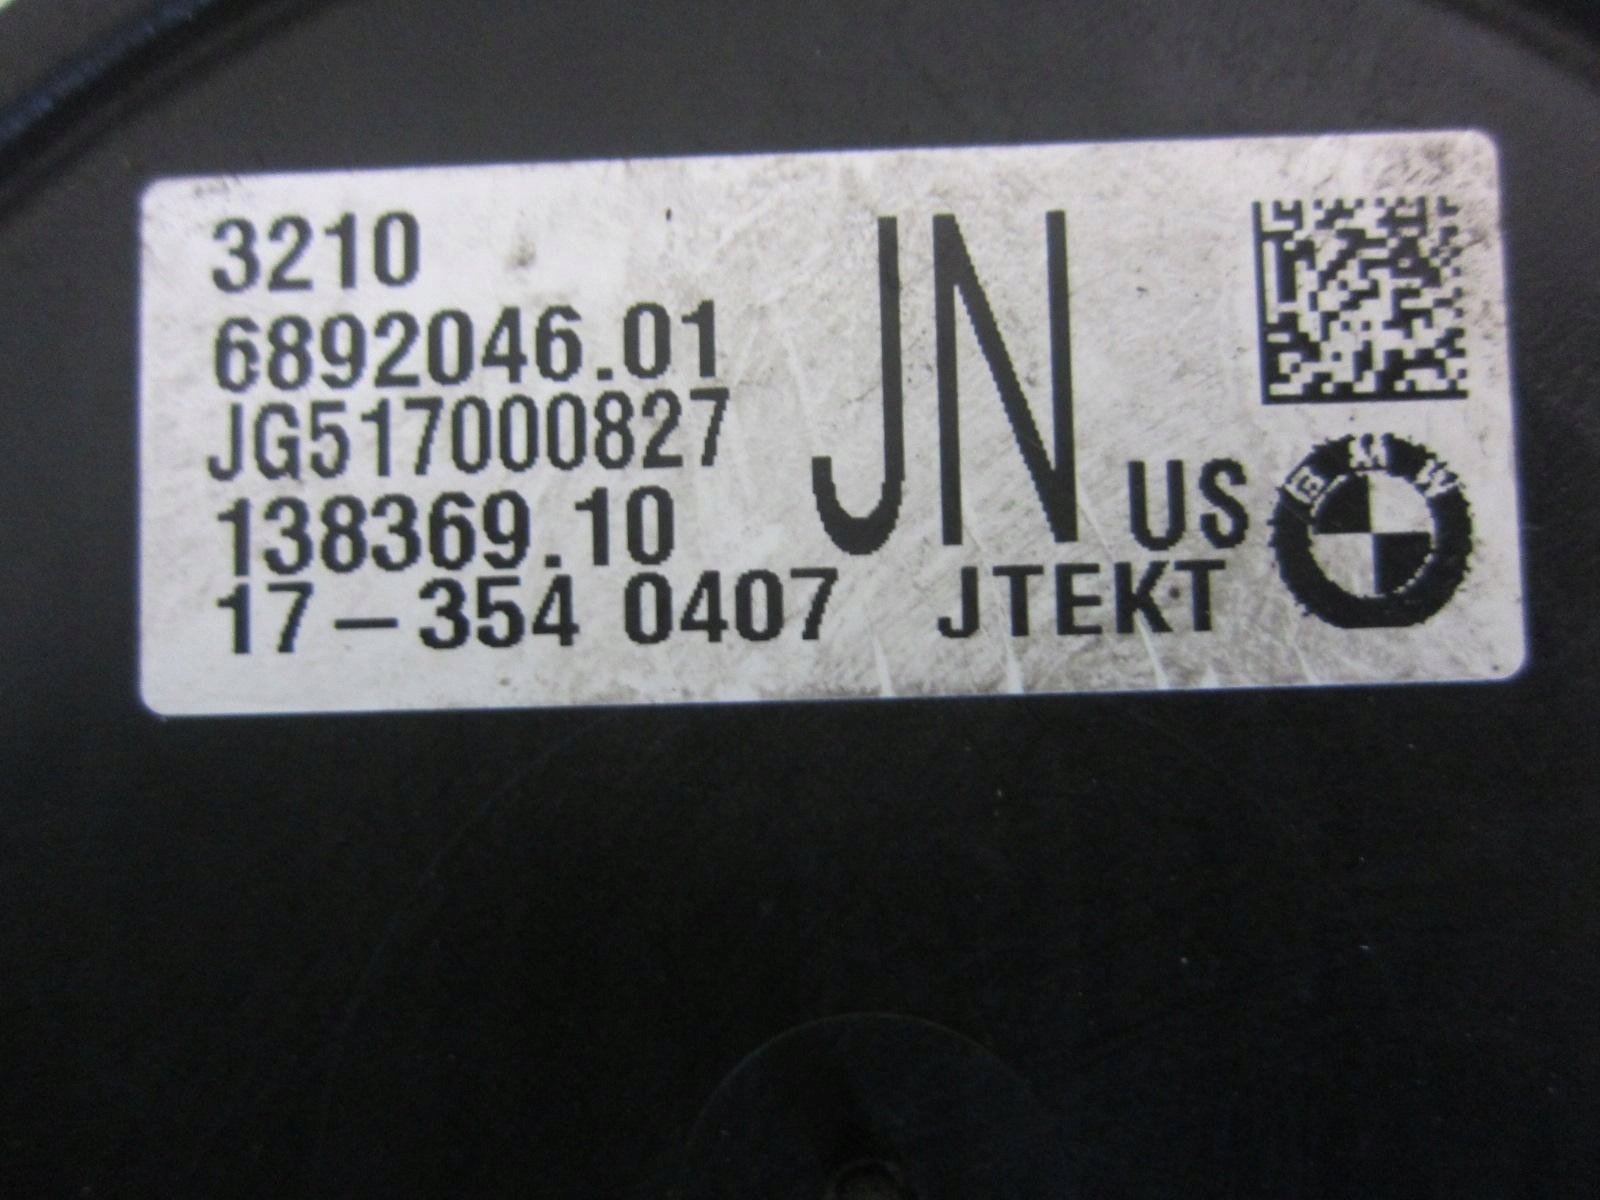 3210
6892046.01
JG517000827
138369.10
17-354 0407
JN US
JTEKT
BMW